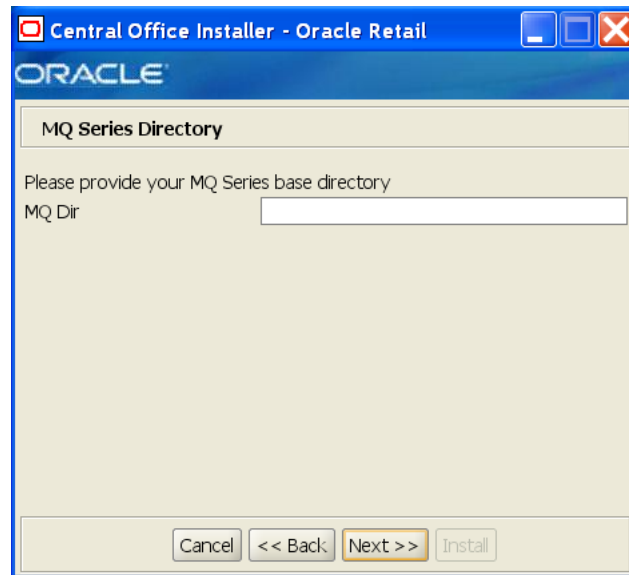 Central Office Installer - Oracle Retail
ORACLE
MQ Series Directory
Please provide your MQ Series base directory
MQ Dir
Cancel << Back Next >> Install